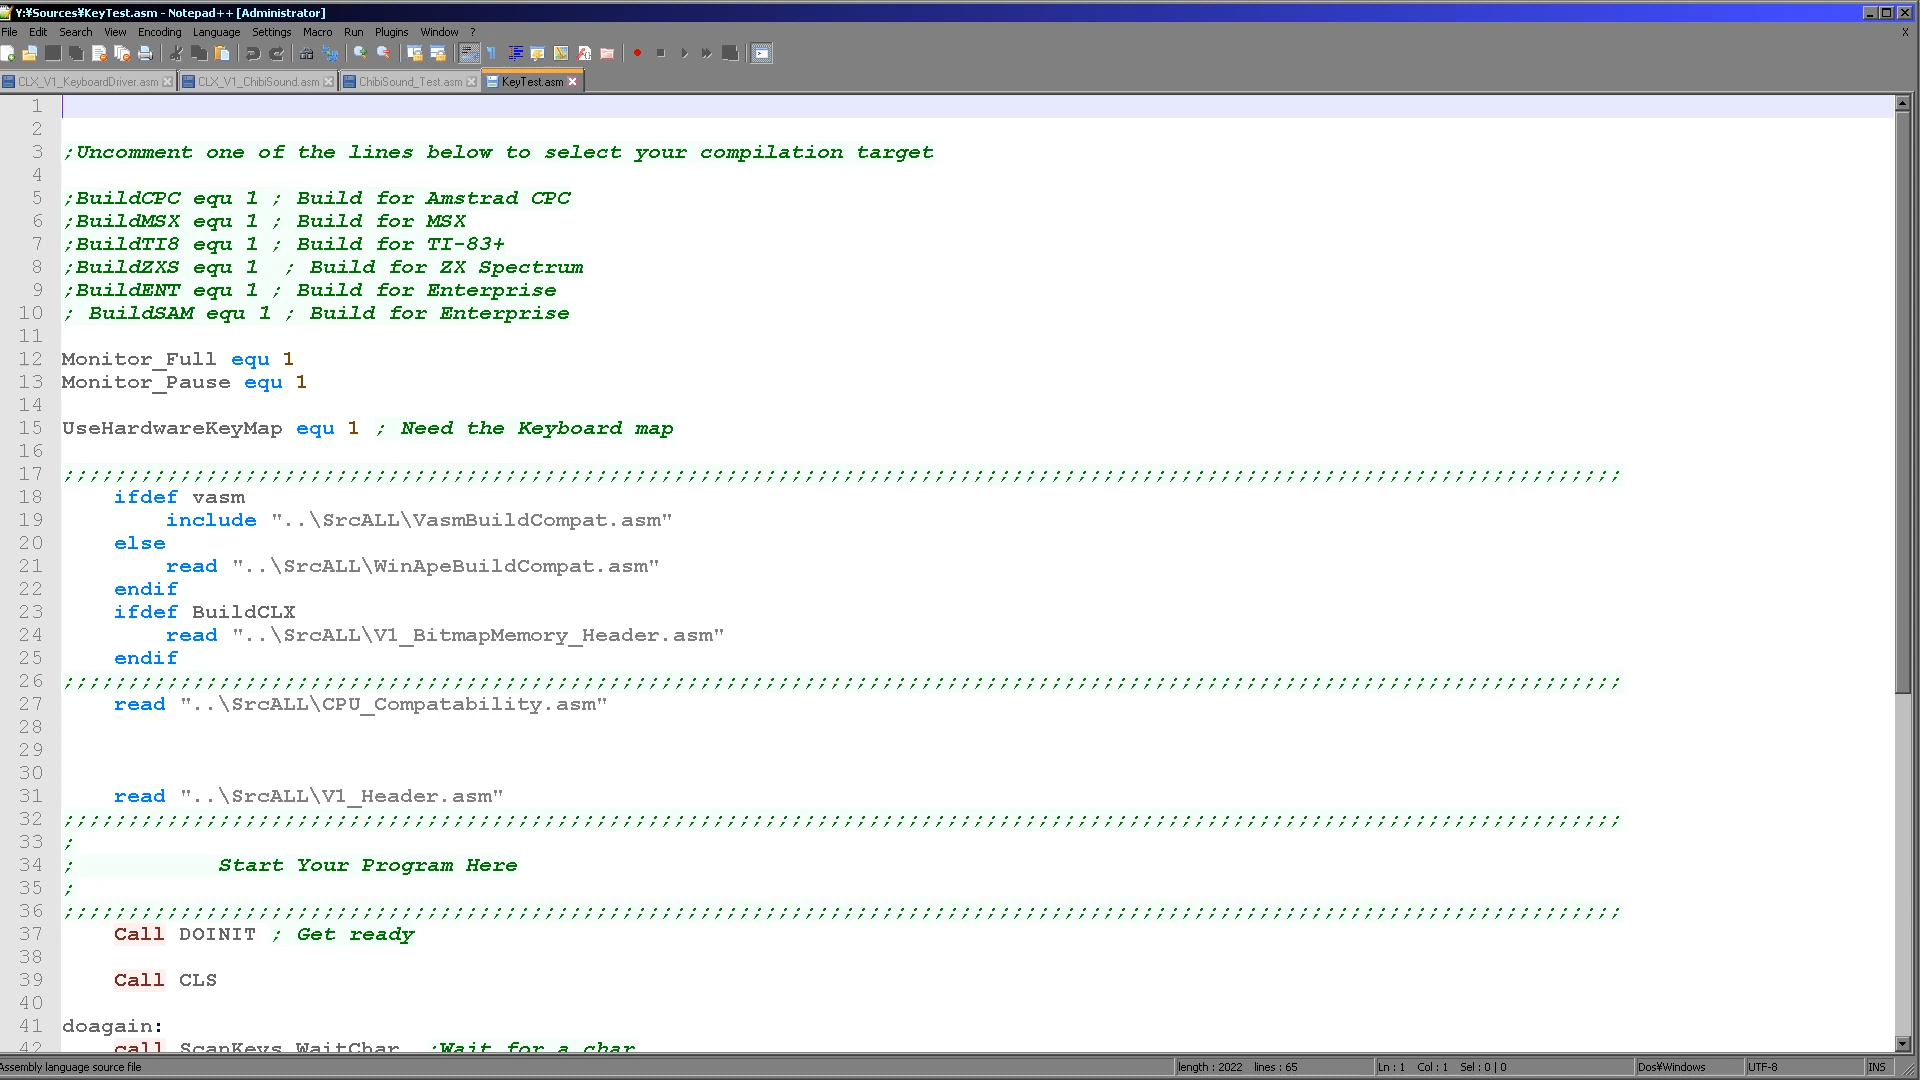 Y:¥Sources¥KeyTest.asm - Notepad++ [Administrator]
File Edit Search View Encoding Language Settings Macro Run Plugins Window ? X
CLX_V1_KeyboardDriver.asm CLX_V1_ChibiSound.asm ChibiSound_Test.asm KeyTest.asm
1
2
3 ;Uncomment one of the lines below to select your compilation target
4
5 ;BuildCPC equ 1 ; Build for Amstrad CPC
6 ;BuildMSX equ 1 ; Build for MSX
7 ;BuildTI8 equ 1 ; Build for TI-83+
8 ;BuildZXS equ 1  ; Build for ZX Spectrum
9 ;BuildENT equ 1 ; Build for Enterprise
10 ; BuildSAM equ 1 ; Build for Enterprise
11
12 Monitor_Full equ 1
13 Monitor_Pause equ 1
14
15 UseHardwareKeyMap equ 1 ; Need the Keyboard map
16
17 ;;;;;;;;;;;;;;;;;;;;;;;;;;;;;;;;;;;;;;;;;;;;;;;;;;;;;;;;;;;;;;;;;;;;;;;;;;;;;;;;;;;;;;;;;;;;;;;;;;;;;;;;;;;;;;;;;;;;;;;;
18     ifdef vasm
19         include "..\SrcALL\VasmBuildCompat.asm"
20     else
21         read "..\SrcALL\WinApeBuildCompat.asm"
22     endif
23     ifdef BuildCLX
24         read "..\SrcALL\V1_BitmapMemory_Header.asm"
25     endif
26 ;;;;;;;;;;;;;;;;;;;;;;;;;;;;;;;;;;;;;;;;;;;;;;;;;;;;;;;;;;;;;;;;;;;;;;;;;;;;;;;;;;;;;;;;;;;;;;;;;;;;;;;;;;;;;;;;;;;;;;;;
27     read "..\SrcALL\CPU_Compatability.asm"
28
29
30
31     read "..\SrcALL\V1_Header.asm"
32 ;;;;;;;;;;;;;;;;;;;;;;;;;;;;;;;;;;;;;;;;;;;;;;;;;;;;;;;;;;;;;;;;;;;;;;;;;;;;;;;;;;;;;;;;;;;;;;;;;;;;;;;;;;;;;;;;;;;;;;;;
33 ;
34 ;           Start Your Program Here
35 ;
36 ;;;;;;;;;;;;;;;;;;;;;;;;;;;;;;;;;;;;;;;;;;;;;;;;;;;;;;;;;;;;;;;;;;;;;;;;;;;;;;;;;;;;;;;;;;;;;;;;;;;;;;;;;;;;;;;;;;;;;;;;
37     Call DOINIT ; Get ready
38
39     Call CLS
40
41 doagain:
42     call ScanKeys_WaitChar  ;Wait for a char
Assembly language source file length : 2022 lines : 65 Ln : 1 Col : 1 Sel : 0 | 0 Dos¥Windows UTF-8 INS